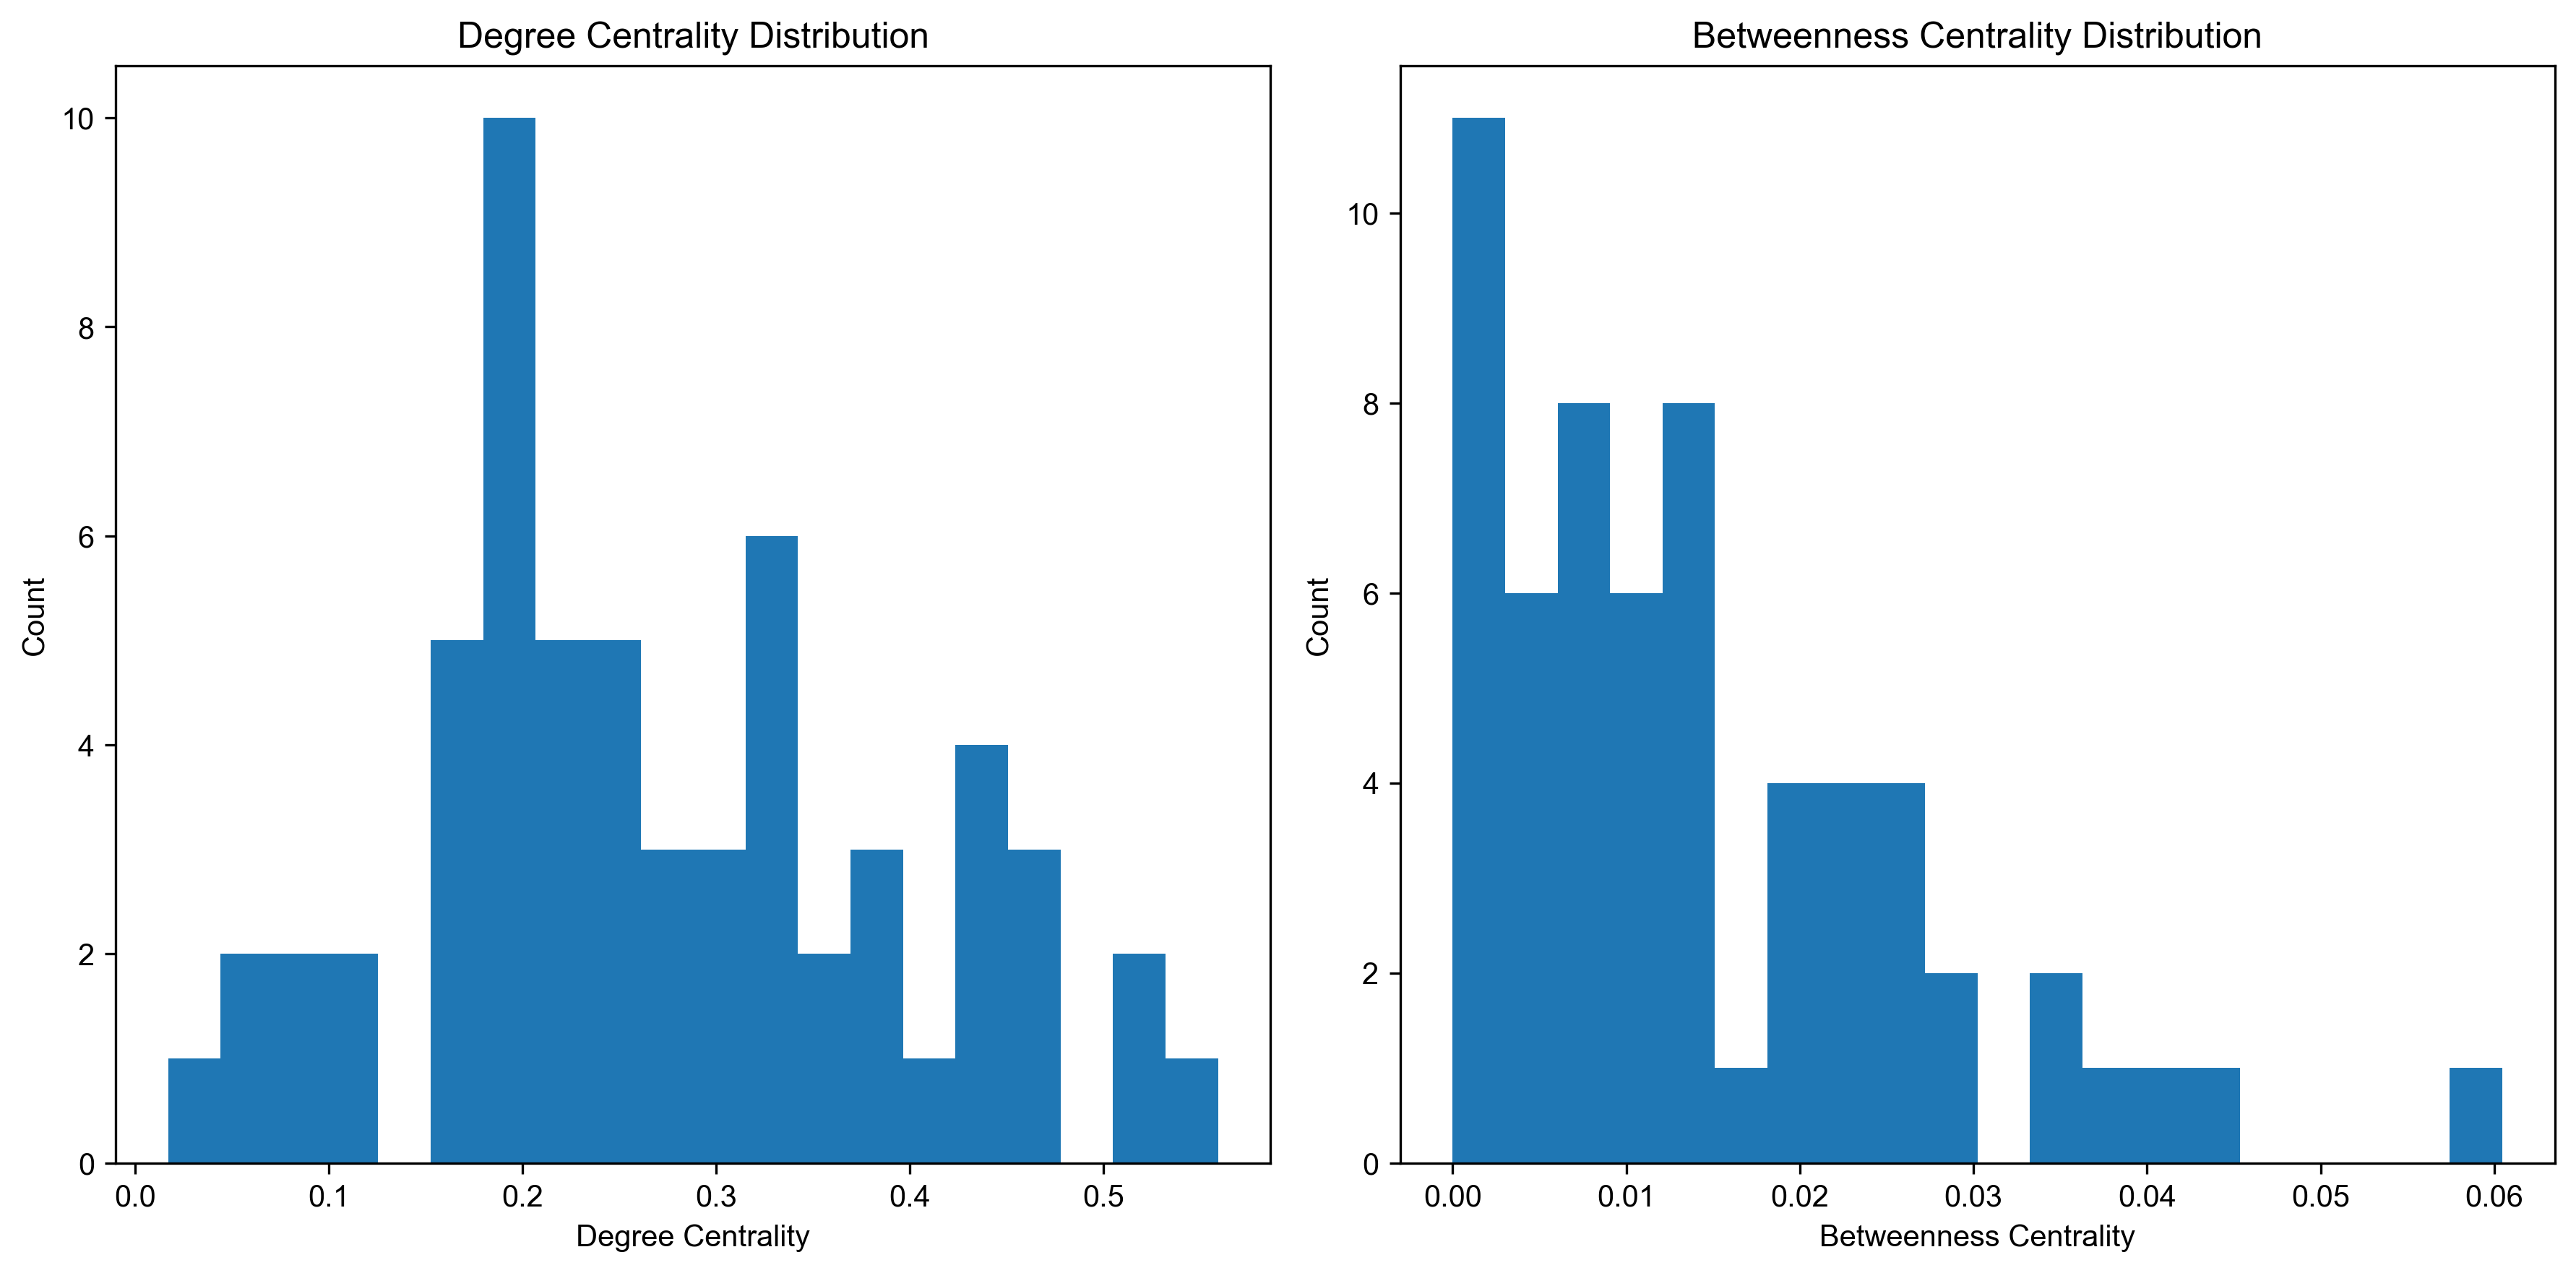 Degree Centrality Distribution
10
8
6
4
2
0
Count
0.0 0.1 0.2 0.3 0.4 0.5
Degree Centrality
Betweenness Centrality Distribution
10
8
6
4
2
0
Count
0.00 0.01 0.02 0.03 0.04 0.05 0.06
Betweenness Centrality